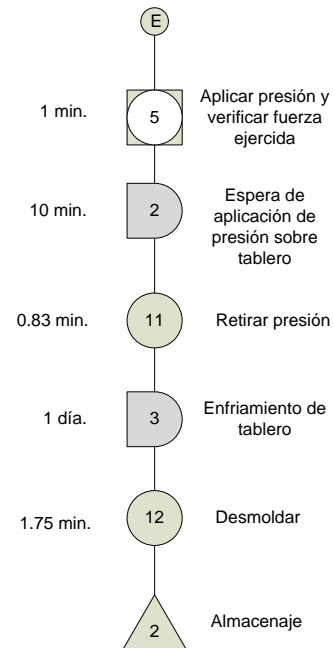 E
1 min.
5
Aplicar presión y
verificar fuerza
ejercida
10 min.
2
Espera de
aplicación de
presión sobre
tablero
0.83 min.
11
Retirar presión
1 día.
3
Enfriamiento de
tablero
1.75 min.
12
Desmoldar
2
Almacenaje